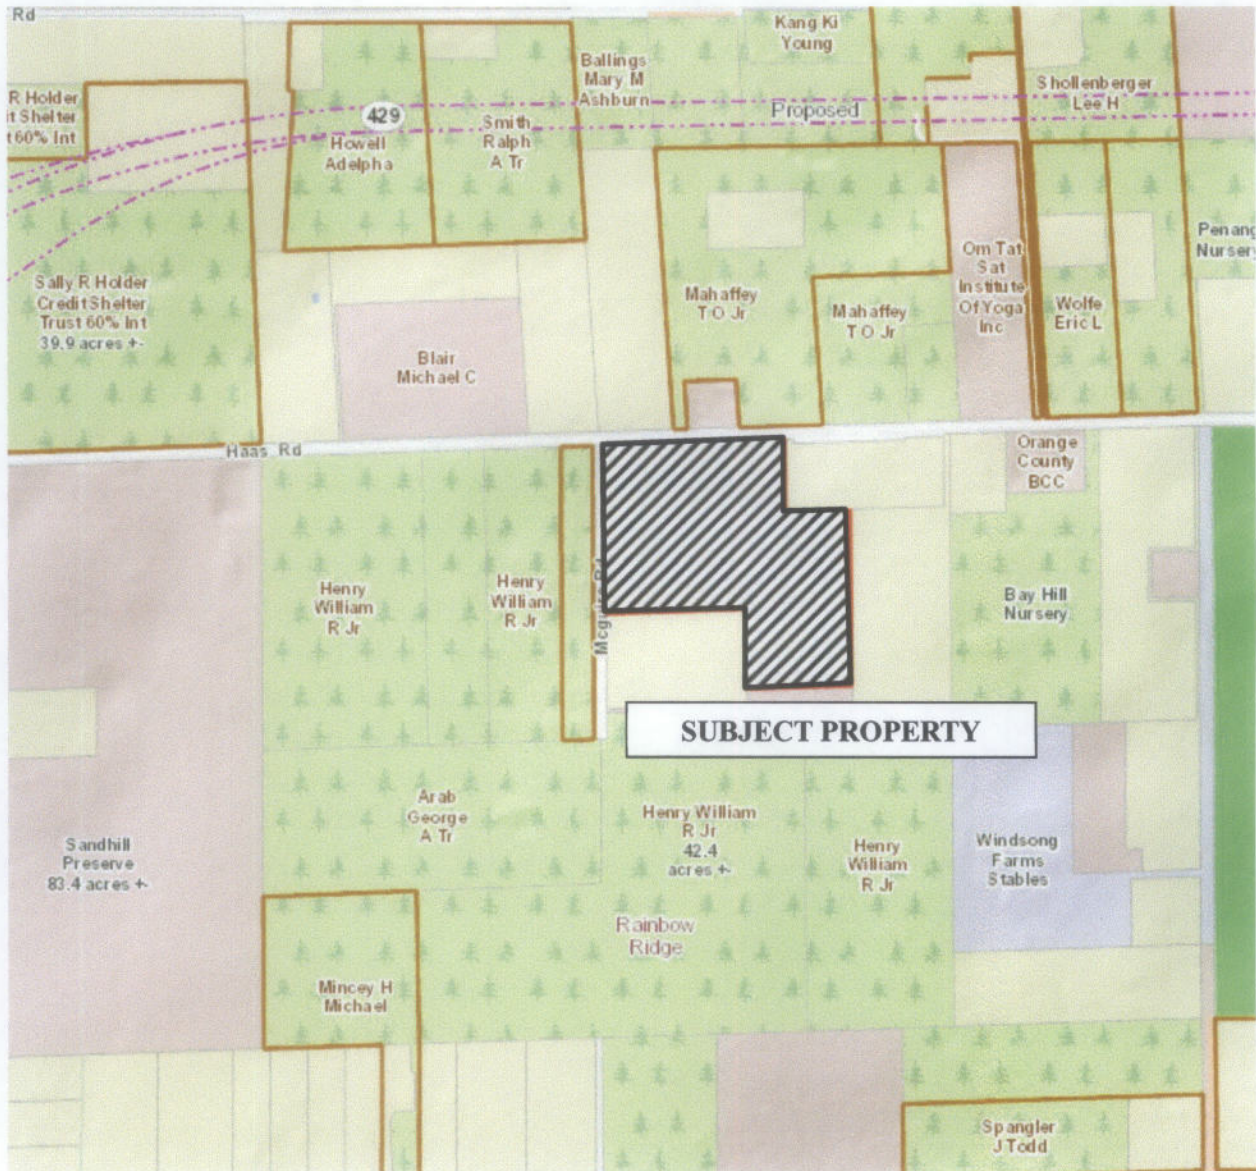 Rd
Kang Ki
Young
Ballings
Mary M
Ashburn
R Holder
it Shelter
t 60% Int
429
Howell
Adelpha
Smith
Ralph
A Tr
Proposed
Shollenberger
Lee H
Sally R Holder
Credit Shelter
Trust 60% Int
39.9 acres +-
Blair
Michael C
Mahaffey
T O Jr
Mahaffey
T O Jr
Om Tat
Sat
Institute
Of Yoga
Inc
Wolfe
Eric L
Penang
Nursery
Haas Rd
Orange
County
BCC
Henry
William
R Jr
Henry
William
R Jr
Mcguire Rd
Bay Hill
Nursery
SUBJECT PROPERTY
Sandhill
Preserve
83.4 acres +-
Arab
George
A Tr
Henry William
R Jr
42.4
acres +-
Henry
William
R Jr
Windsong
Farms
Stables
Rainbow
Ridge
Mincey H
Michael
Spangler
J Todd